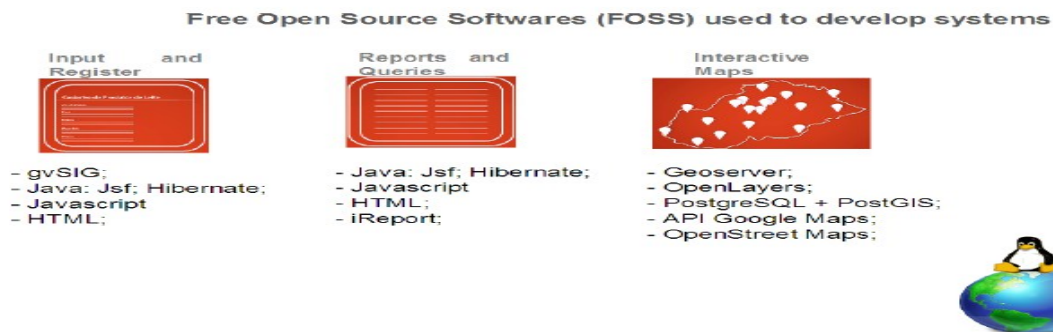 Free Open Source Softwares (FOSS) used to develop systems
Input and
Register
- gvSIG;
- Java: Jsf; Hibernate;
- Javascript
- HTML;
Reports and
Queries
- Java: Jsf; Hibernate;
- Javascript
- HTML;
- iReport;
Interactive
Maps
- Geoserver;
- OpenLayers;
- PostgreSQL + PostGIS;
- API Google Maps;
- OpenStreet Maps;